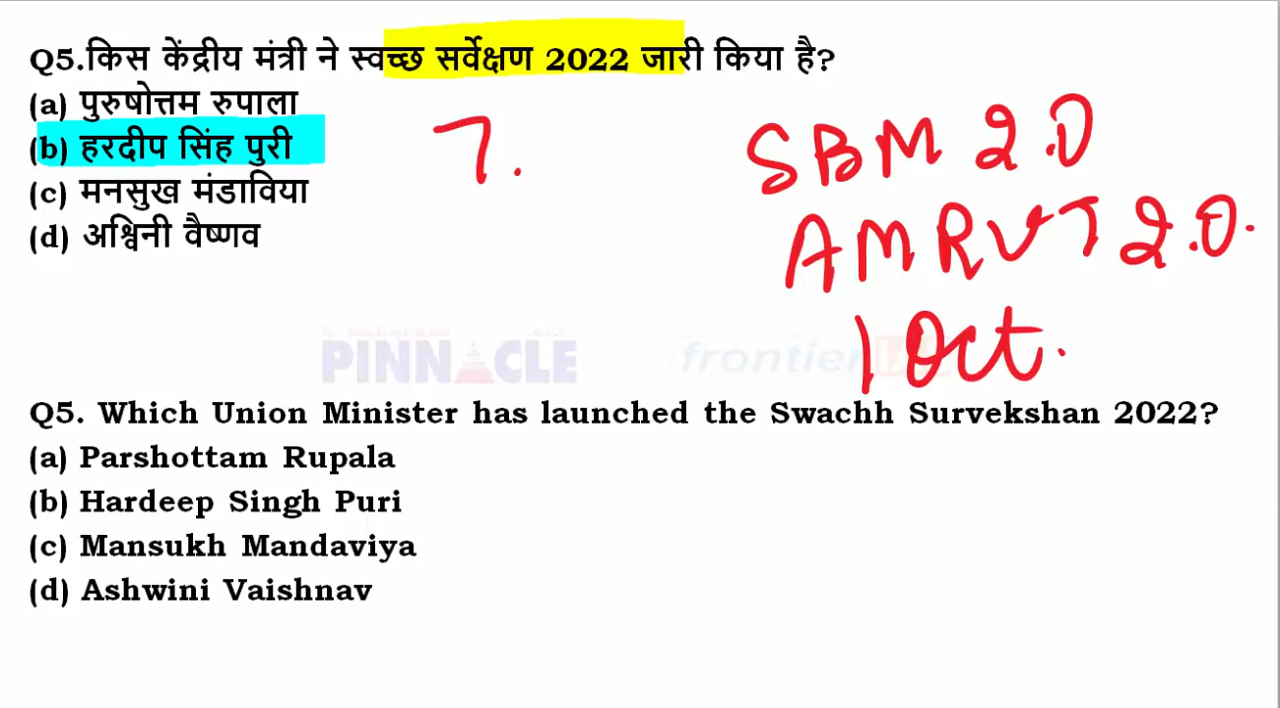 Q5.किस केंद्रीय मंत्री ने स्वच्छ सर्वेक्षण 2022 जारी किया है?
(a) पुरुषोत्तम रुपाला
(b) हरदीप सिंह पुरी
(c) मनसुख मंडाविया
(d) अश्विनी वैष्णव
7.
SBM 2.0
AMRUT 2.0.
1 Oct.
PINNACLE
frontier
Q5. Which Union Minister has launched the Swachh Survekshan 2022?
(a) Parshottam Rupala
(b) Hardeep Singh Puri
(c) Mansukh Mandaviya
(d) Ashwini Vaishnav